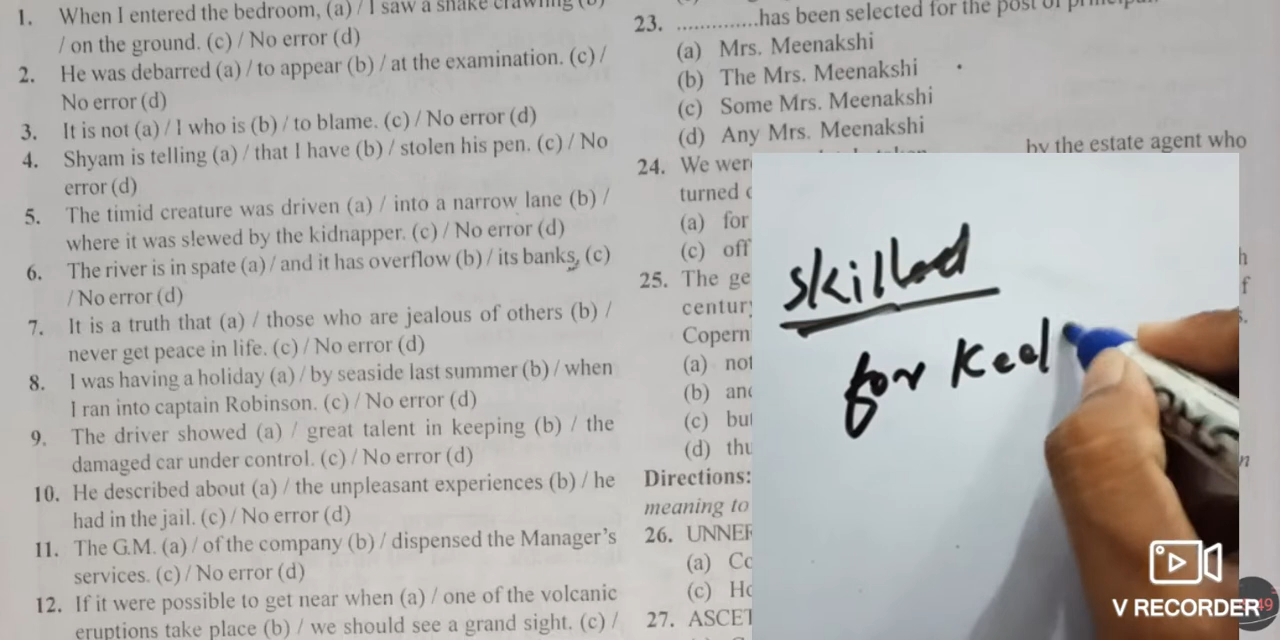 1. When I entered the bedroom, (a) / I saw a snake crawling (b)
/ on the ground. (c) / No error (d)
2. He was debarred (a) / to appear (b) / at the examination. (c) /
No error (d)
3. It is not (a) / I who is (b) / to blame. (c) / No error (d)
4. Shyam is telling (a) / that I have (b) / stolen his pen. (c) / No
error (d)
5. The timid creature was driven (a) / into a narrow lane (b) /
where it was slewed by the kidnapper. (c) / No error (d)
6. The river is in spate (a) / and it has overflow (b) / its banks, (c)
/ No error (d)
7. It is a truth that (a) / those who are jealous of others (b) /
never get peace in life. (c) / No error (d)
8. I was having a holiday (a) / by seaside last summer (b) / when
I ran into captain Robinson. (c) / No error (d)
9. The driver showed (a) / great talent in keeping (b) / the
damaged car under control. (c) / No error (d)
10. He described about (a) / the unpleasant experiences (b) / he
had in the jail. (c) / No error (d)
11. The G.M. (a) / of the company (b) / dispensed the Manager's
services. (c) / No error (d)
12. If it were possible to get near when (a) / one of the volcanic
eruptions take place (b) / we should see a grand sight. (c) /
23. ..............has been selected for the post of principal.
(a) Mrs. Meenakshi
(b) The Mrs. Meenakshi
(c) Some Mrs. Meenakshi
(d) Any Mrs. Meenakshi
24. We wer by the estate agent who
turned
(a) for
(c) off
25. The ge
century
Copern
(a) not
(b) and
(c) but
(d) thu
Directions:
meaning to
26. UNNER
(a) Co
(c) Ho
27. ASCET
skilled
for Keel
V RECORDER
49